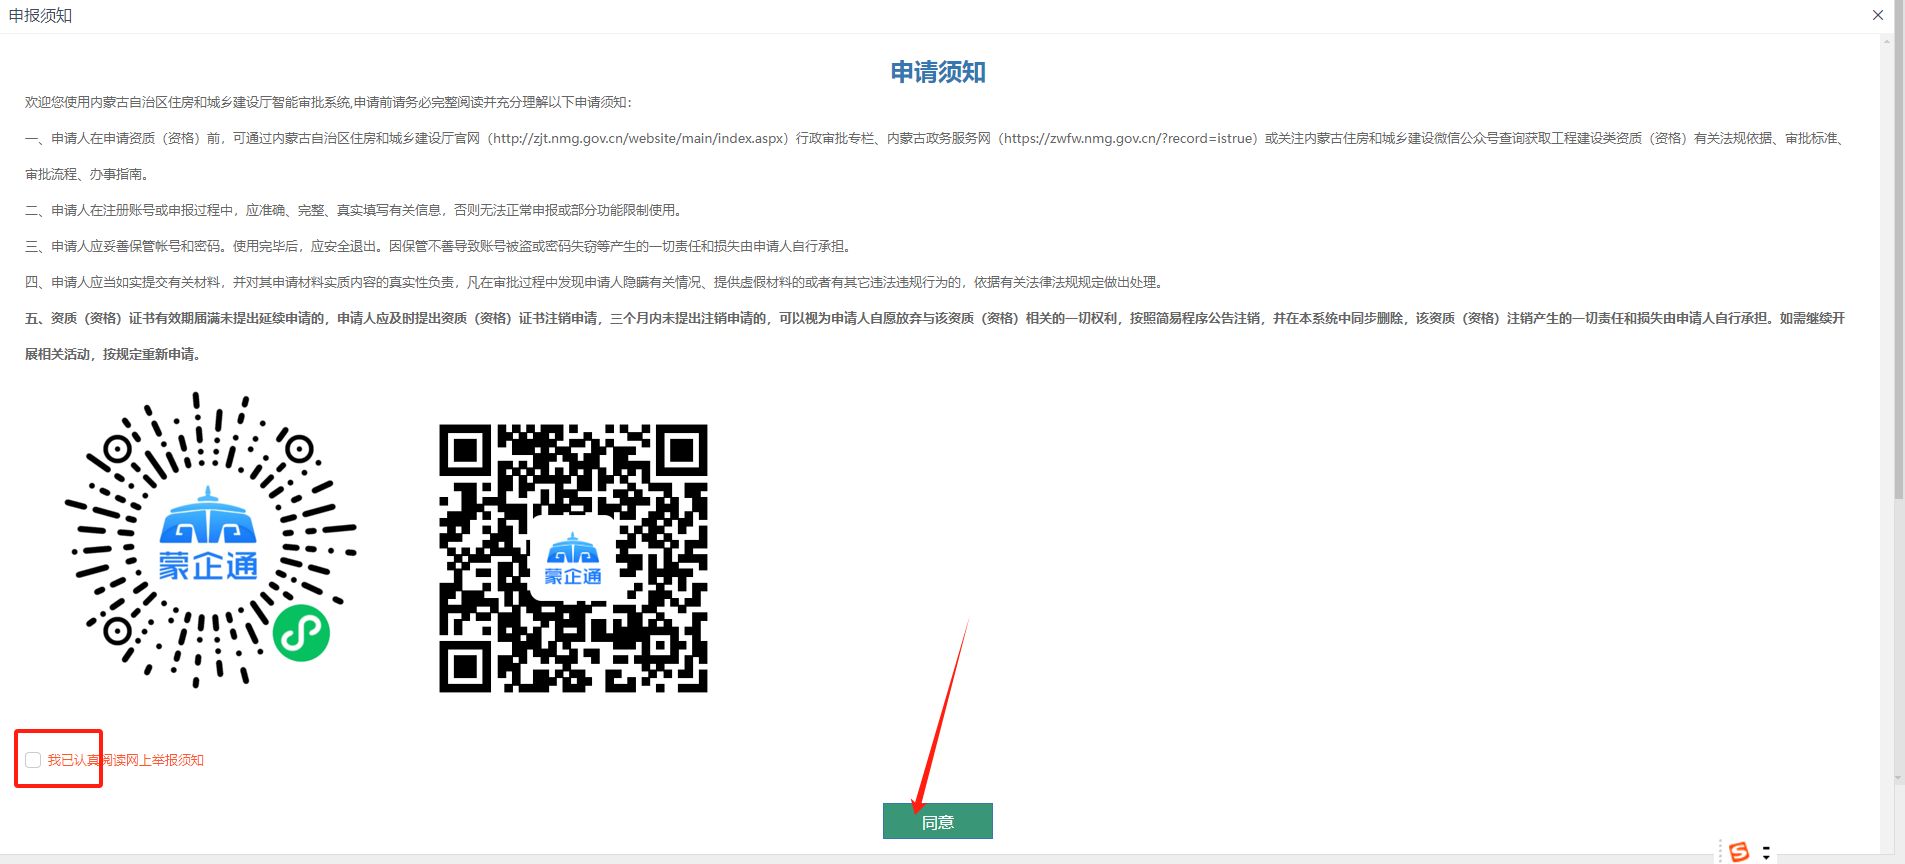 申报须知
申请须知
欢迎您使用内蒙古自治区住房和城乡建设厅智能审批系统,申请前请务必完整阅读并充分理解以下申请须知：
一、申请人在申请资质（资格）前，可通过内蒙古自治区住房和城乡建设厅官网（http://zjt.nmg.gov.cn/website/main/index.aspx）行政审批专栏、内蒙古政务服务网（https://zwfw.nmg.gov.cn/?record=istrue）或关注内蒙古住房和城乡建设微信公众号查询获取工程建设类资质（资格）有关法规依据、审批标准、
审批流程、办事指南。
二、申请人在注册账号或申报过程中，应准确、完整、真实填写有关信息，否则无法正常申报或部分功能限制使用。
三、申请人应妥善保管帐号和密码。使用完毕后，应安全退出。因保管不善导致账号被盗或密码失窃等产生的一切责任和损失由申请人自行承担。
四、申请人应当如实提交有关材料，并对其申请材料实质内容的真实性负责，凡在审批过程中发现申请人隐瞒有关情况、提供虚假材料的或者有其它违法违规行为的，依据有关法律法规规定做出处理。
五、资质（资格）证书有效期届满未提出延续申请的，申请人应及时提出资质（资格）证书注销申请，三个月内未提出注销申请的，可以视为申请人自愿放弃与该资质（资格）相关的一切权利，按照简易程序公告注销，并在本系统中同步删除，该资质（资格）注销产生的一切责任和损失由申请人自行承担。如需继续开
展相关活动，按规定重新申请。
蒙企通
蒙企通
我已认真阅读网上举报须知
同意